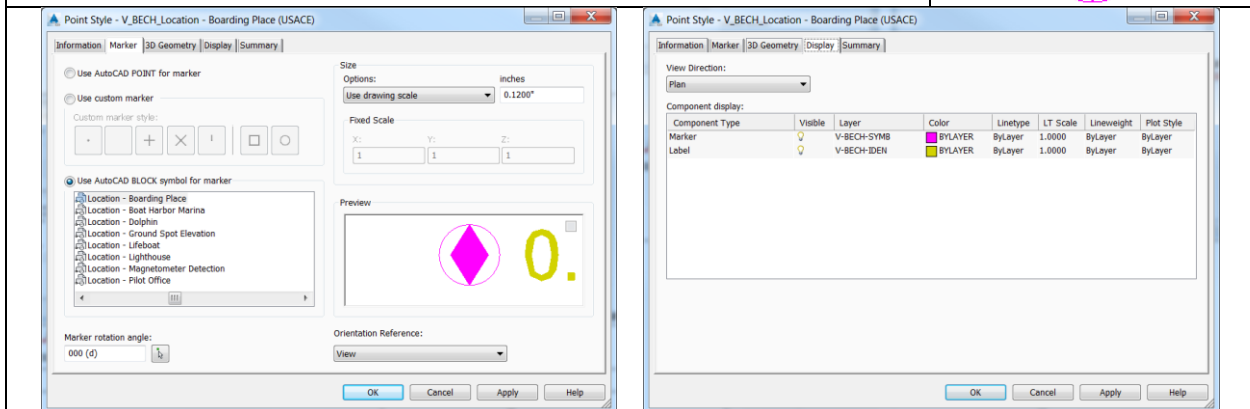 Point Style - V_BECH_Location - Boarding Place (USACE)
Information Marker 3D Geometry Display Summary
Use AutoCAD POINT for marker
Use custom marker
Custom marker style:
Use AutoCAD BLOCK symbol for marker
Location - Boarding Place
Location - Boat Harbor Marina
Location - Dolphin
Location - Ground Spot Elevation
Location - Lifeboat
Location - Lighthouse
Location - Magnetometer Detection
Location - Pilot Office
Marker rotation angle:
000 (d)
Size
Options: inches
Use drawing scale 0.1200"
Fixed Scale
X: Y: Z:
1 1 1
Preview
0.
Orientation Reference:
View
OK Cancel Apply Help
Point Style - V_BECH_Location - Boarding Place (USACE)
Information Marker 3D Geometry Display Summary
View Direction:
Plan
Component display:
Component Type Visible Layer Color Linetype LT Scale Lineweight Plot Style
Marker V-BECH-SYMB BYLAYER ByLayer 1.0000 ByLayer ByLayer
Label V-BECH-IDEN BYLAYER ByLayer 1.0000 ByLayer ByLayer
OK Cancel Apply Help